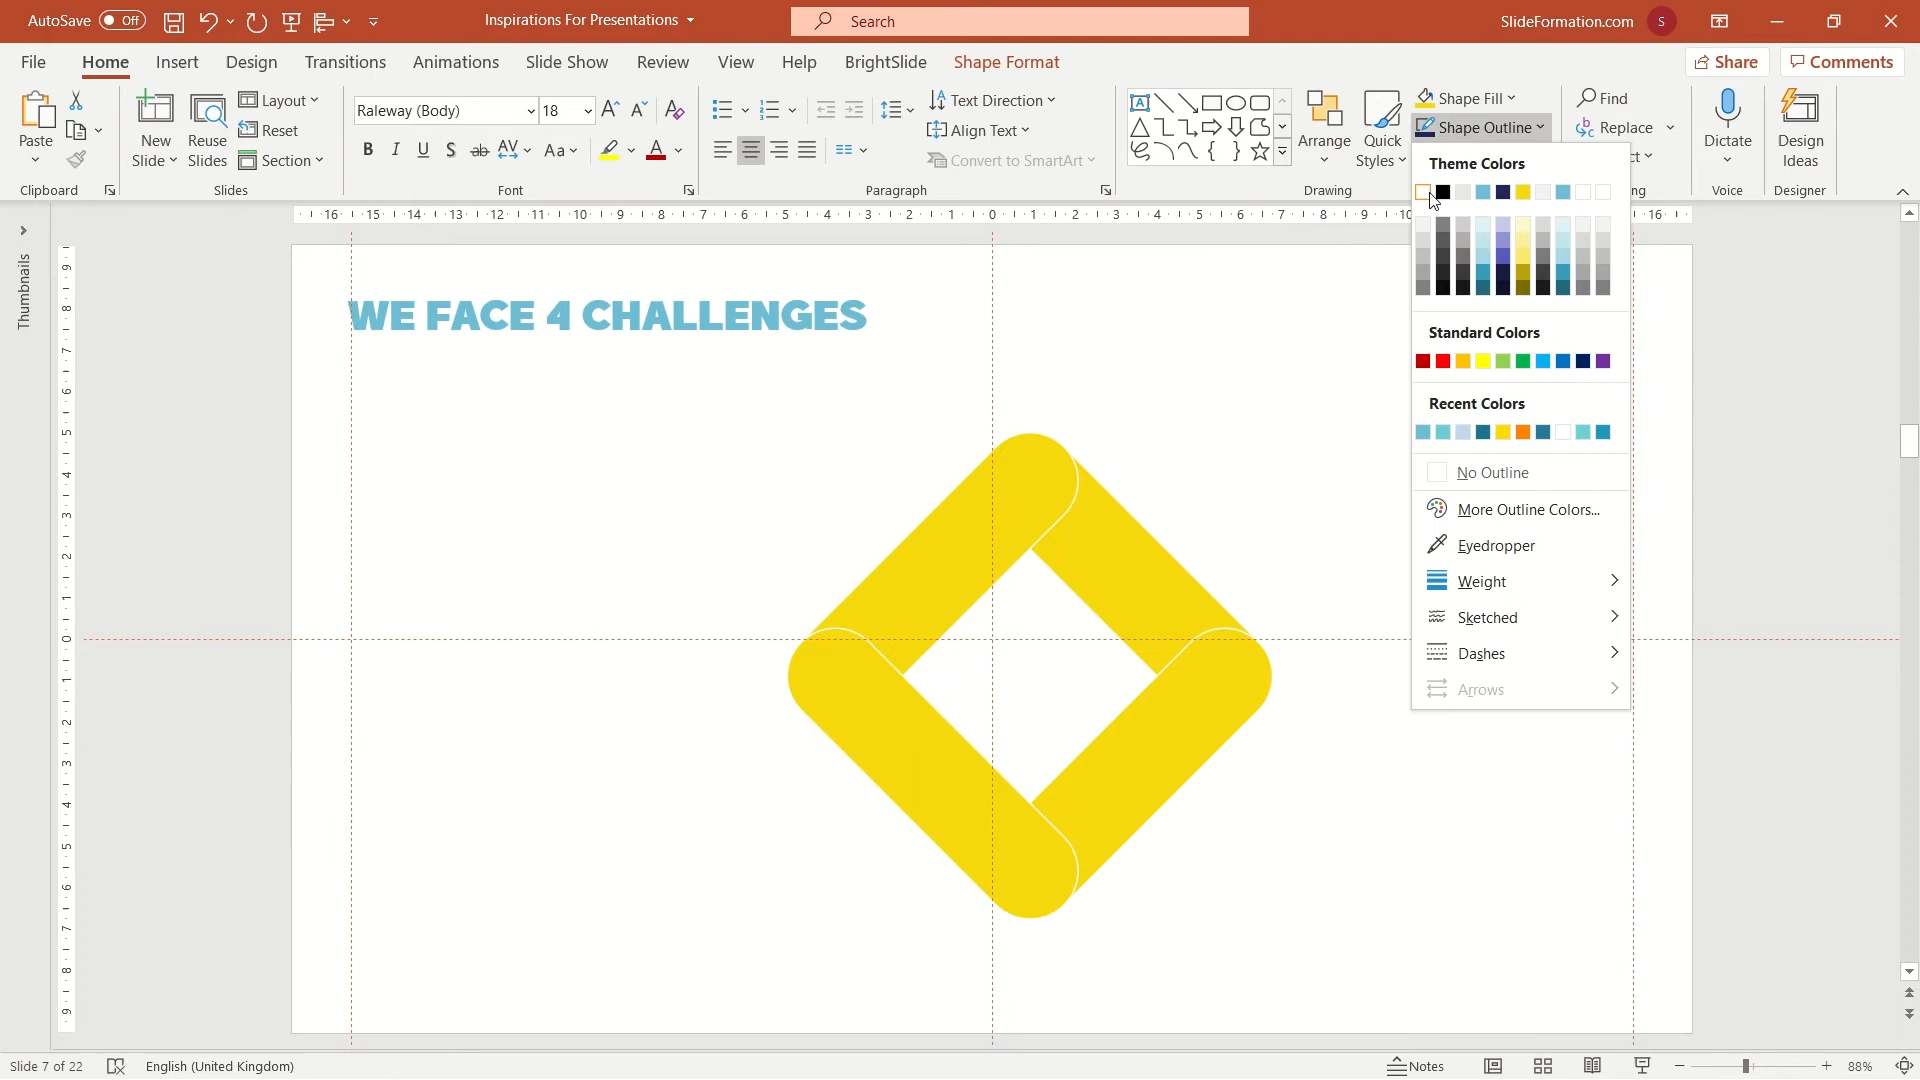 AutoSave Off Inspirations For Presentations Search SlideFormation.com S
File Home Insert Design Transitions Animations Slide Show Review View Help BrightSlide Shape Format Share Comments
Paste New Slide Reuse Slides Layout Reset Section
Raleway (Body) 18
B I U S ab AV Aa A
Text Direction
Align Text
Convert to SmartArt
Arrange Quick Styles
Shape Fill
Shape Outline
Find
Replace
Dictate
Design Ideas
Clipboard Slides Font Paragraph Drawing Voice Designer
Theme Colors
Standard Colors
Recent Colors
No Outline
More Outline Colors...
Eyedropper
Weight
Sketched
Dashes
Arrows
Thumbnails
WE FACE 4 CHALLENGES
Slide 7 of 22 English (United Kingdom) Notes 88%